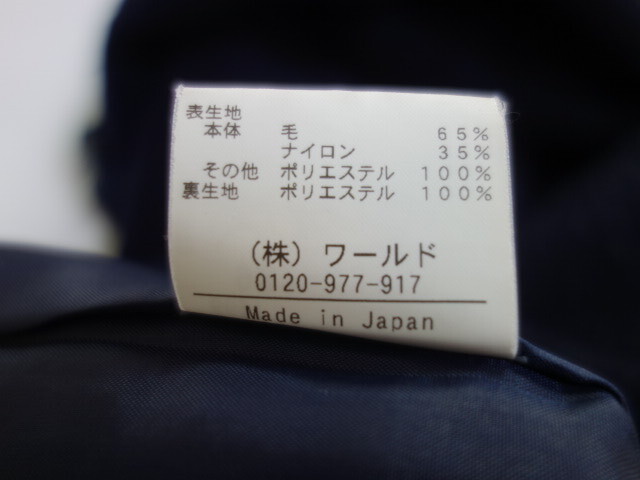 表生地
本体 毛 65%
ナイロン 35%
その他 ポリエステル 100%
裏生地 ポリエステル 100%
(株) ワールド
0120-977-917
Made in Japan